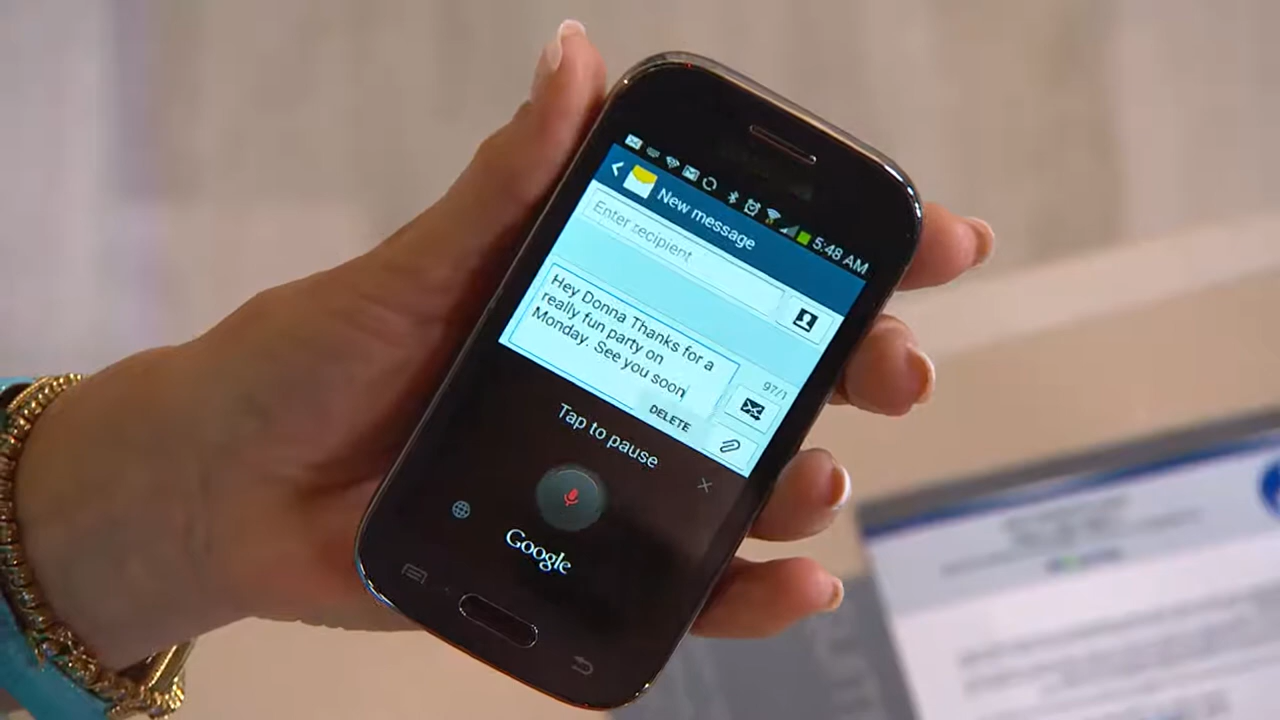 5:48 AM
New message
Enter recipient
Hey Donna Thanks for a
really fun party on
Monday. See you soon
97/1
DELETE
Tap to pause
Google